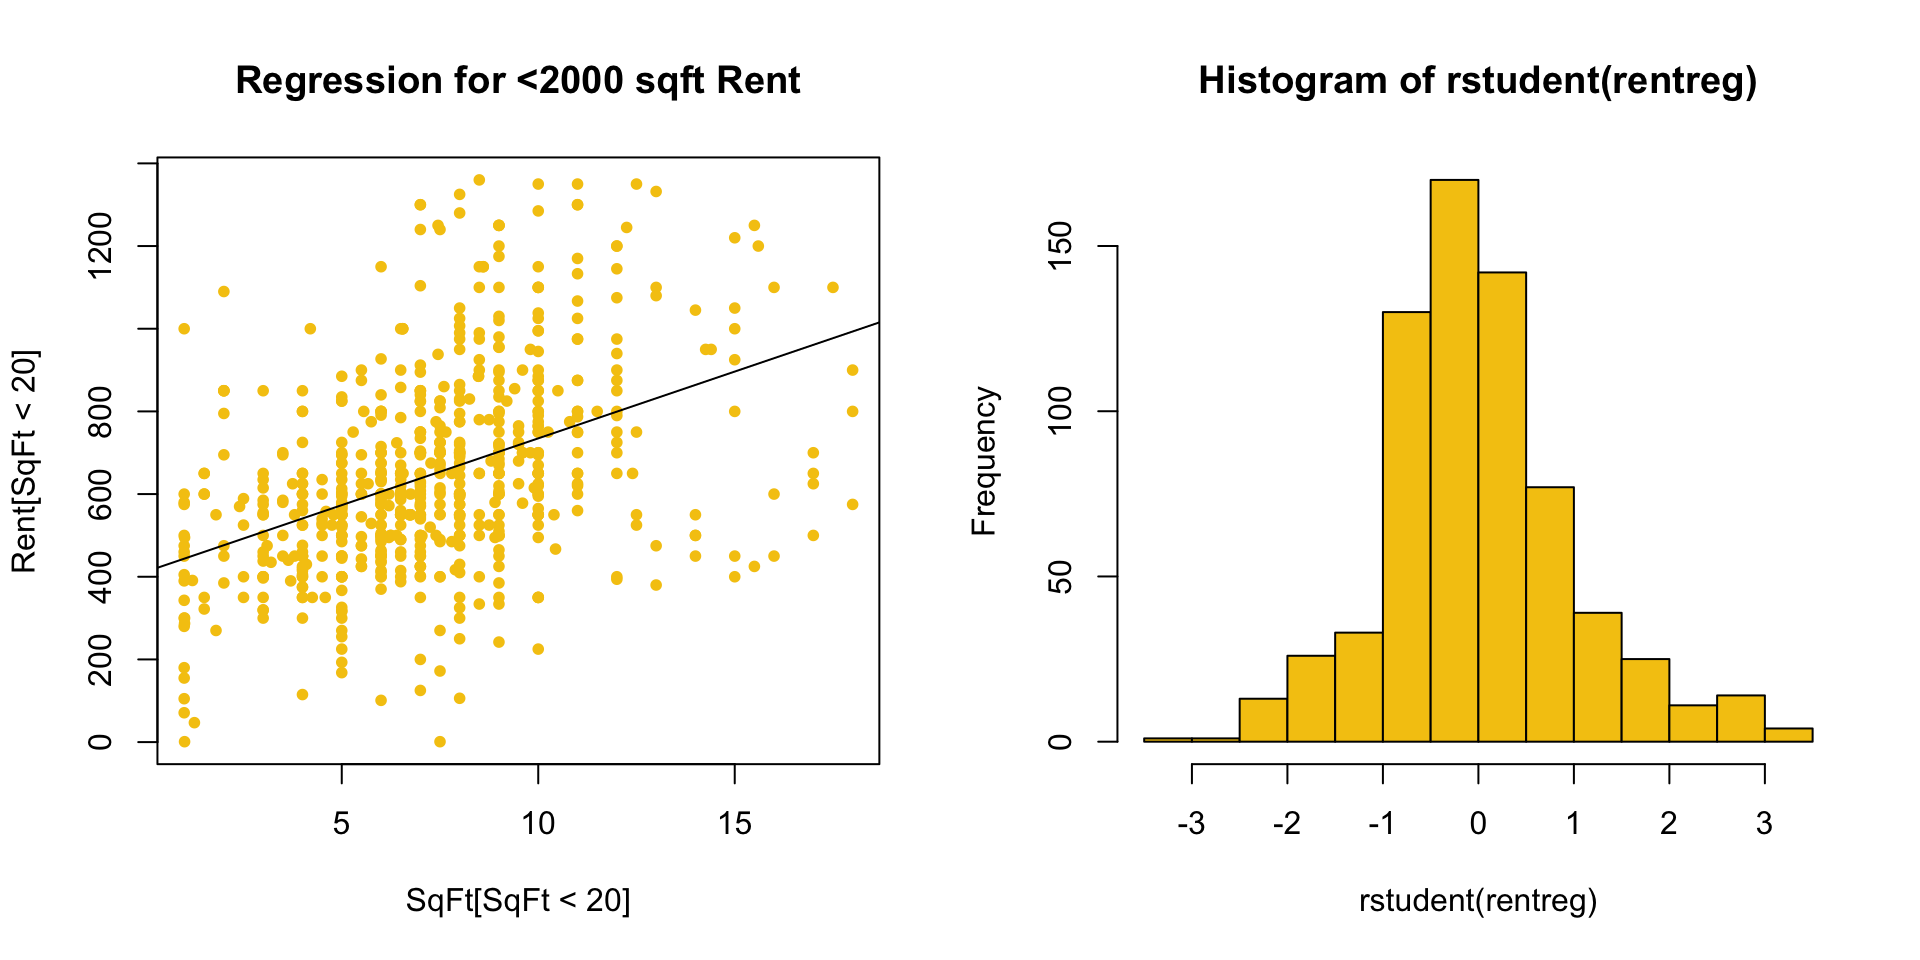 Regression for <2000 sqft Rent
Rent[SqFt < 20]
0 200 400 600 800 1200
5 10 15
SqFt[SqFt < 20]
Histogram of rstudent(rentreg)
Frequency
0 50 100 150
-3 -2 -1 0 1 2 3
rstudent(rentreg)